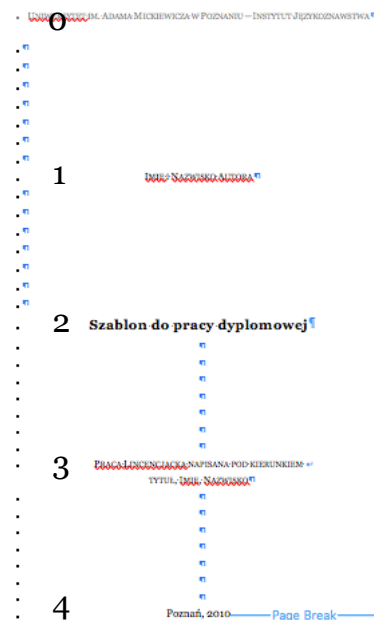 0
UNIWERSYTET IM. ADAMA MICKIEWICZA W POZNANIU — INSTYTUT JĘZYKOZNAWSTWA
1
IMIĘ I NAZWISKO AUTORA
2 Szablon do pracy dyplomowej
3
PRACA LINCENCJACKA NAPISANA POD KIERUNKIEM
TYTUŁ, IMIĘ, NAZWISKO
4
Poznań, 2010 Page Break